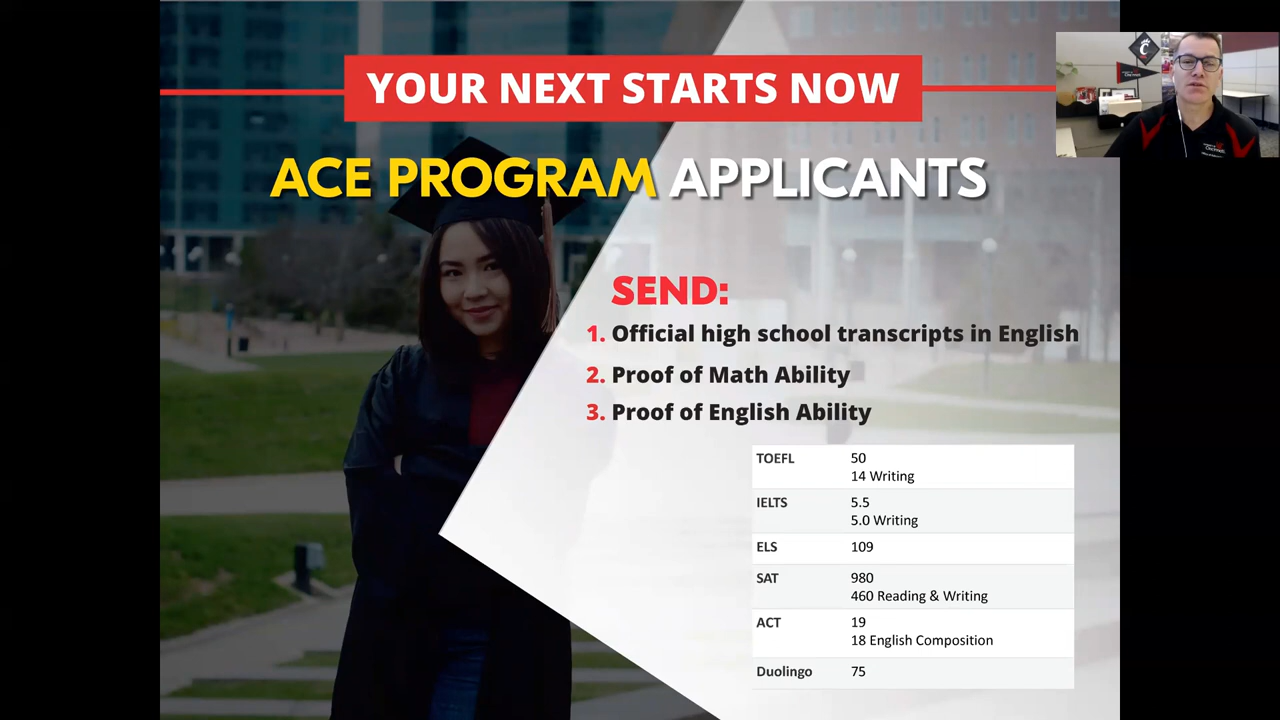 YOUR NEXT STARTS NOW
ACE PROGRAM APPLICANTS
SEND:
1. Official high school transcripts in English
2. Proof of Math Ability
3. Proof of English Ability
TOEFL 50
14 Writing
IELTS 5.5
5.0 Writing
ELS 109
SAT 980
460 Reading & Writing
ACT 19
18 English Composition
Duolingo 75